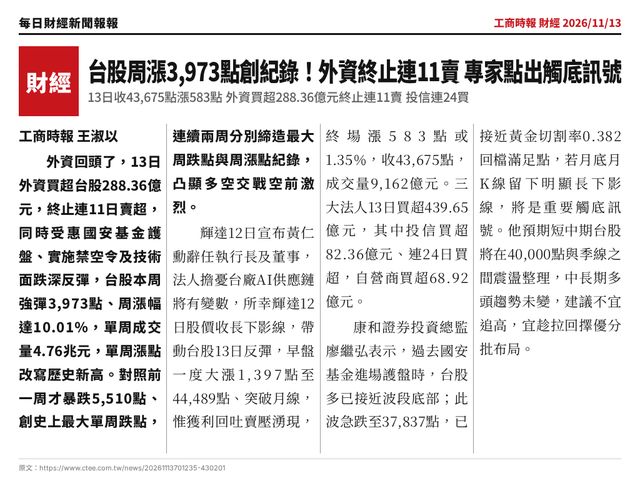 每日財經新聞報報
工商時報 財經 2026/11/13
財經
台股周漲3,973點創紀錄！外資終止連11賣 專家點出觸底訊號
13日收43,675點漲583點 外資買超288.36億元終止連11賣 投信連24買
工商時報 王淑以
外資回頭了，13日
外資買超台股288.36億
元，終止連11日賣超，
同時受惠國安基金護
盤、實施禁空令及技術
面跌深反彈，台股本周
強彈3,973點、周漲幅
達10.01%，單周成交
量4.76兆元，單周漲點
改寫歷史新高。對照前
一周才暴跌5,510點、
創史上最大單周跌點，
連續兩周分別締造最大
周跌點與周漲點紀錄，
凸顯多空交戰空前激
烈。
輝達12日宣布黃仁
勳辭任執行長及董事，
法人擔憂台廠AI供應鏈
將有變數，所幸輝達12
日股價收長下影線，帶
動台股13日反彈，早盤
一度大漲1,397點至
44,489點、突破月線，
惟獲利回吐賣壓湧現，
終場漲583點或
1.35%，收43,675點，
成交量9,162億元。三
大法人13日買超439.65
億元，其中投信買超
82.36億元、連24日買
超，自營商買超68.92
億元。
康和證券投資總監
廖繼弘表示，過去國安
基金進場護盤時，台股
多已接近波段底部；此
波急跌至37,837點，已
接近黃金切割率0.382
回檔滿足點，若月底月
K線留下明顯長下影
線，將是重要觸底訊
號。他預期短中期台股
將在40,000點與季線之
間震盪整理，中長期多
頭趨勢未變，建議不宜
追高，宜趁拉回擇優分
批布局。
原文：https://www.ctee.com.tw/news/20261113701235-430201